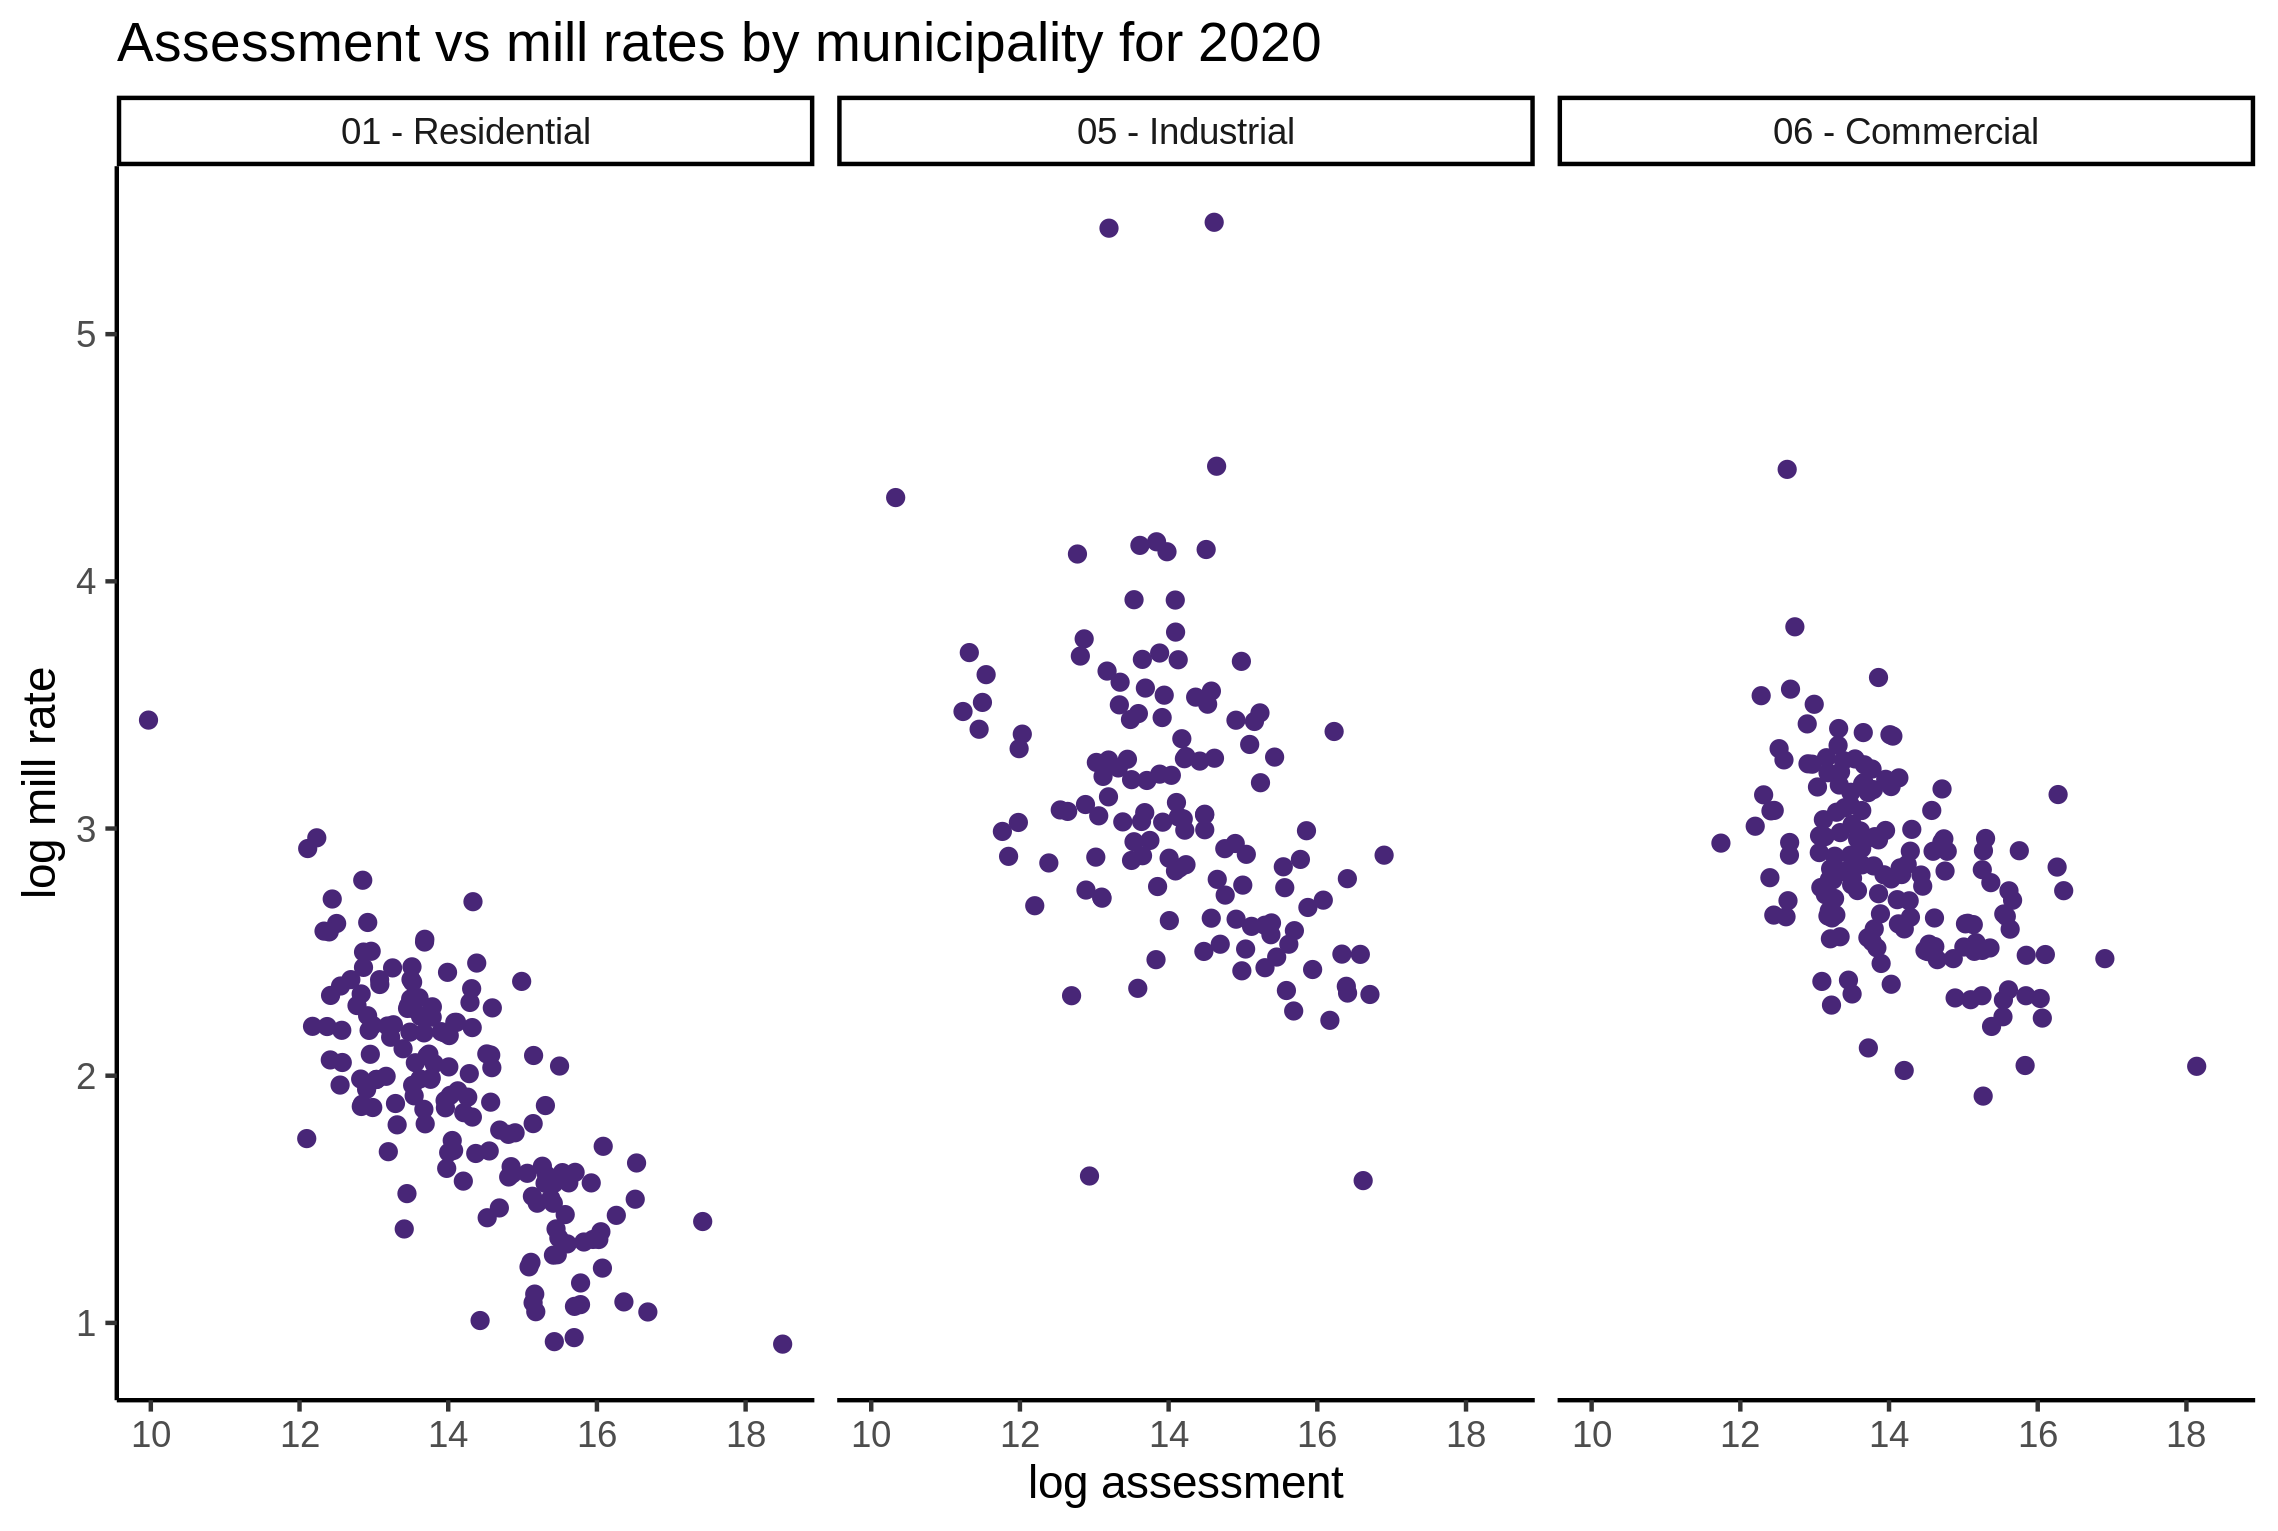 Assessment vs mill rates by municipality for 2020
01 - Residential
05 - Industrial
06 - Commercial
5
4
3
2
1
log mill rate
10 12 14 16 18
10 12 14 16 18
10 12 14 16 18
log assessment